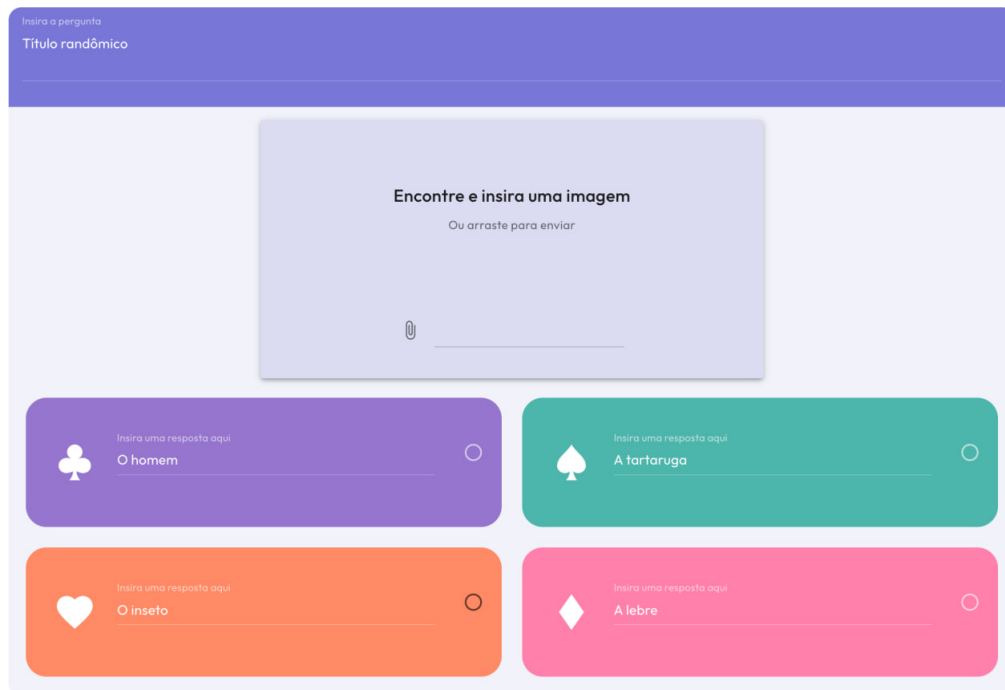 Insira a pergunta
Título randômico
Encontre e insira uma imagem
Ou arraste para enviar
Insira uma resposta aqui
O homem
Insira uma resposta aqui
A tartaruga
Insira uma resposta aqui
O inseto
Insira uma resposta aqui
A lebre